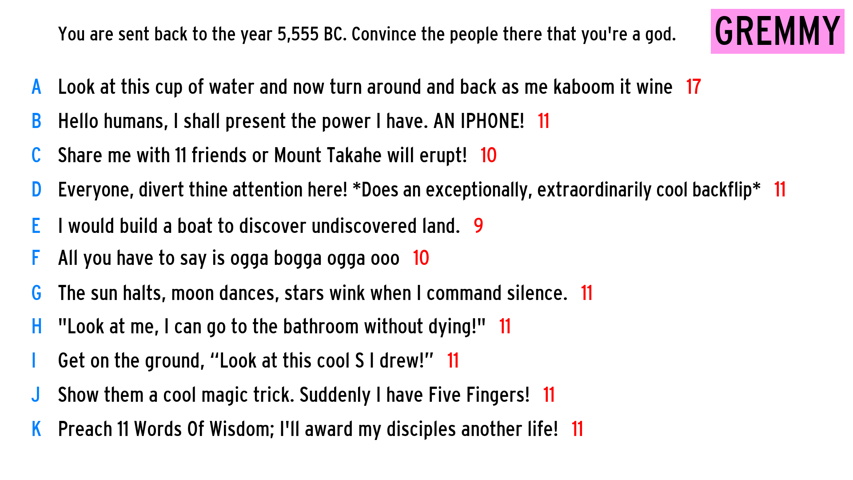 You are sent back to the year 5,555 BC. Convince the people there that you're a god.
GREMMY
A Look at this cup of water and now turn around and back as me kaboom it wine 17
B Hello humans, I shall present the power I have. AN IPHONE! 11
C Share me with 11 friends or Mount Takahe will erupt! 10
D Everyone, divert thine attention here! *Does an exceptionally, extraordinarily cool backflip* 11
E I would build a boat to discover undiscovered land. 9
F All you have to say is ogga bogga ogga ooo 10
G The sun halts, moon dances, stars wink when I command silence. 11
H "Look at me, I can go to the bathroom without dying!" 11
I Get on the ground, “Look at this cool S I drew!” 11
J Show them a cool magic trick. Suddenly I have Five Fingers! 11
K Preach 11 Words Of Wisdom; I'll award my disciples another life! 11